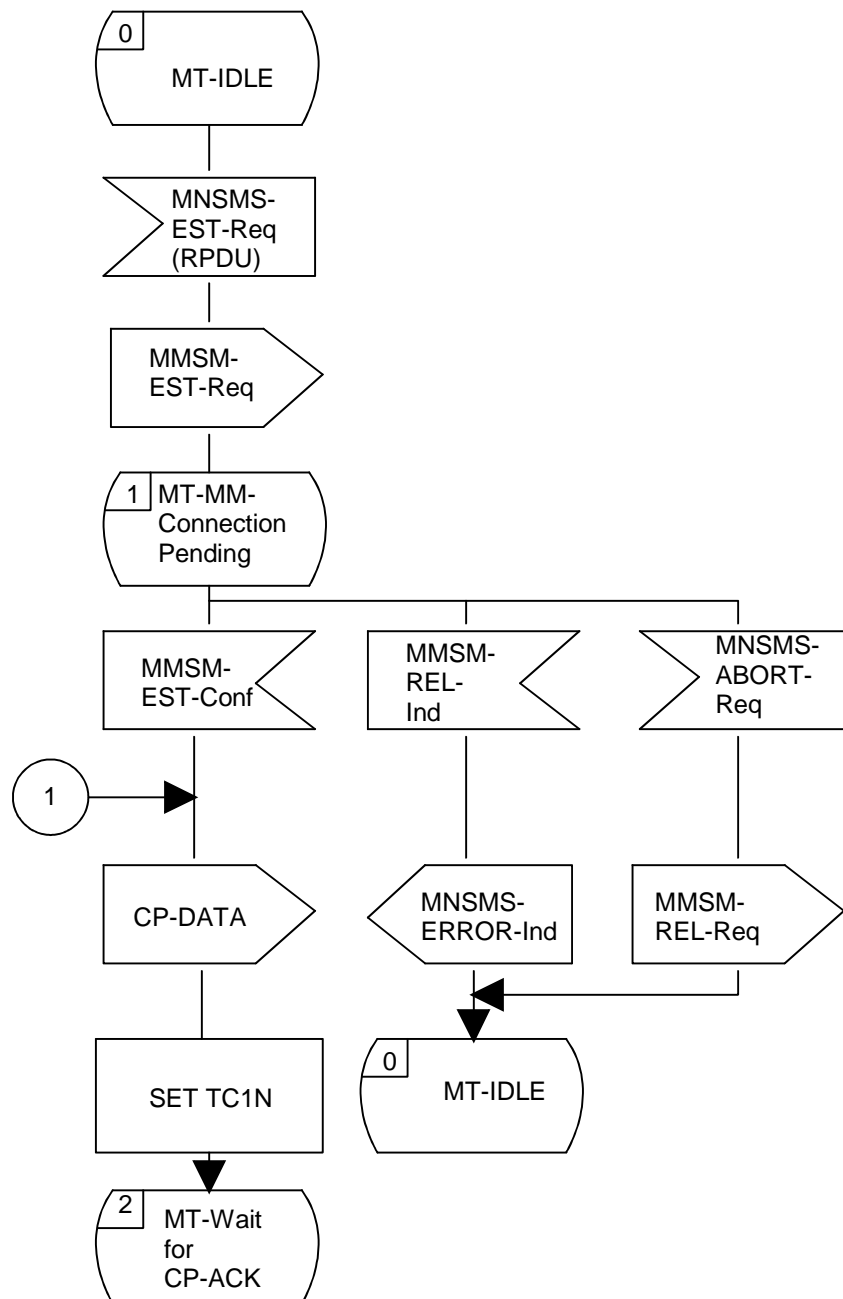 0
MT-IDLE
MNSMS-
EST-Req
(RPDU)
MMSM-
EST-Req
1
MT-MM-
Connection
Pending
MMSM-
EST-Conf
MMSM-
REL-
Ind
MNSMS-
ABORT-
Req
1
CP-DATA
MNSMS-
ERROR-Ind
MMSM-
REL-Req
SET TC1N
0
MT-IDLE
2
MT-Wait
for
CP-ACK